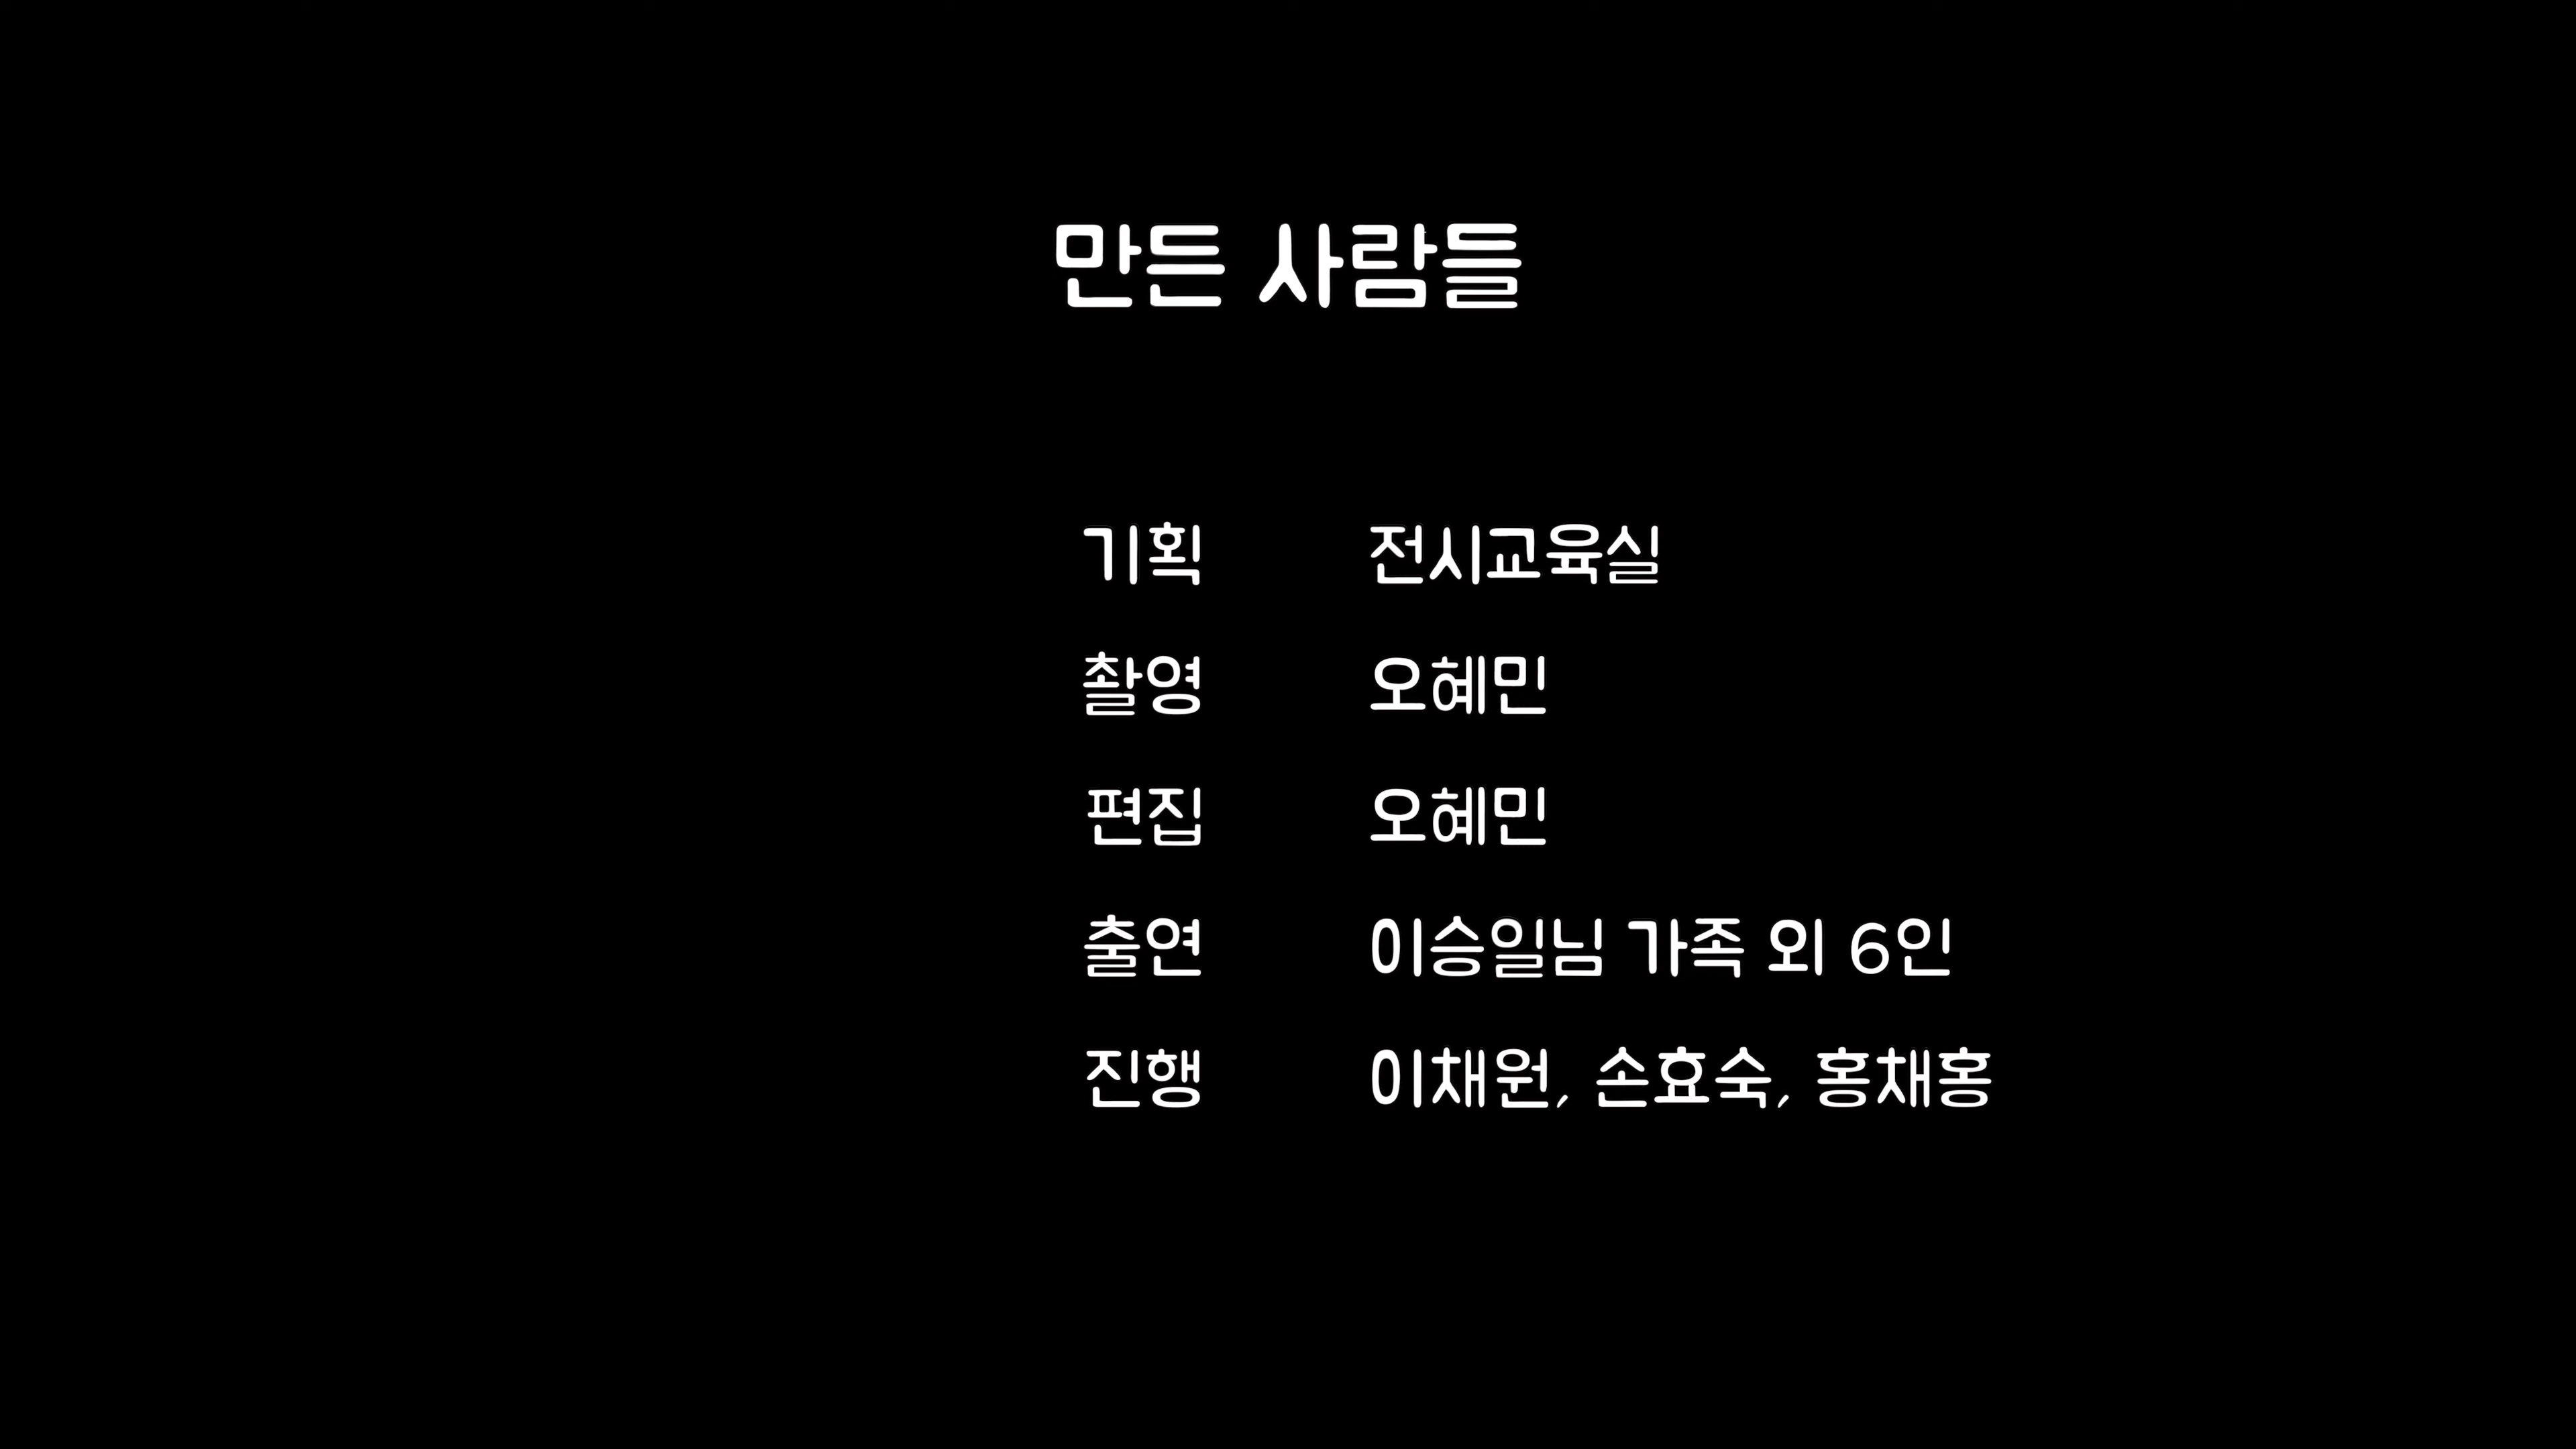 만든 사람들
기획 전시교육실
촬영 오혜민
편집 오혜민
출연 이승일님 가족 외 6인
진행 이채원, 손효숙, 홍채홍